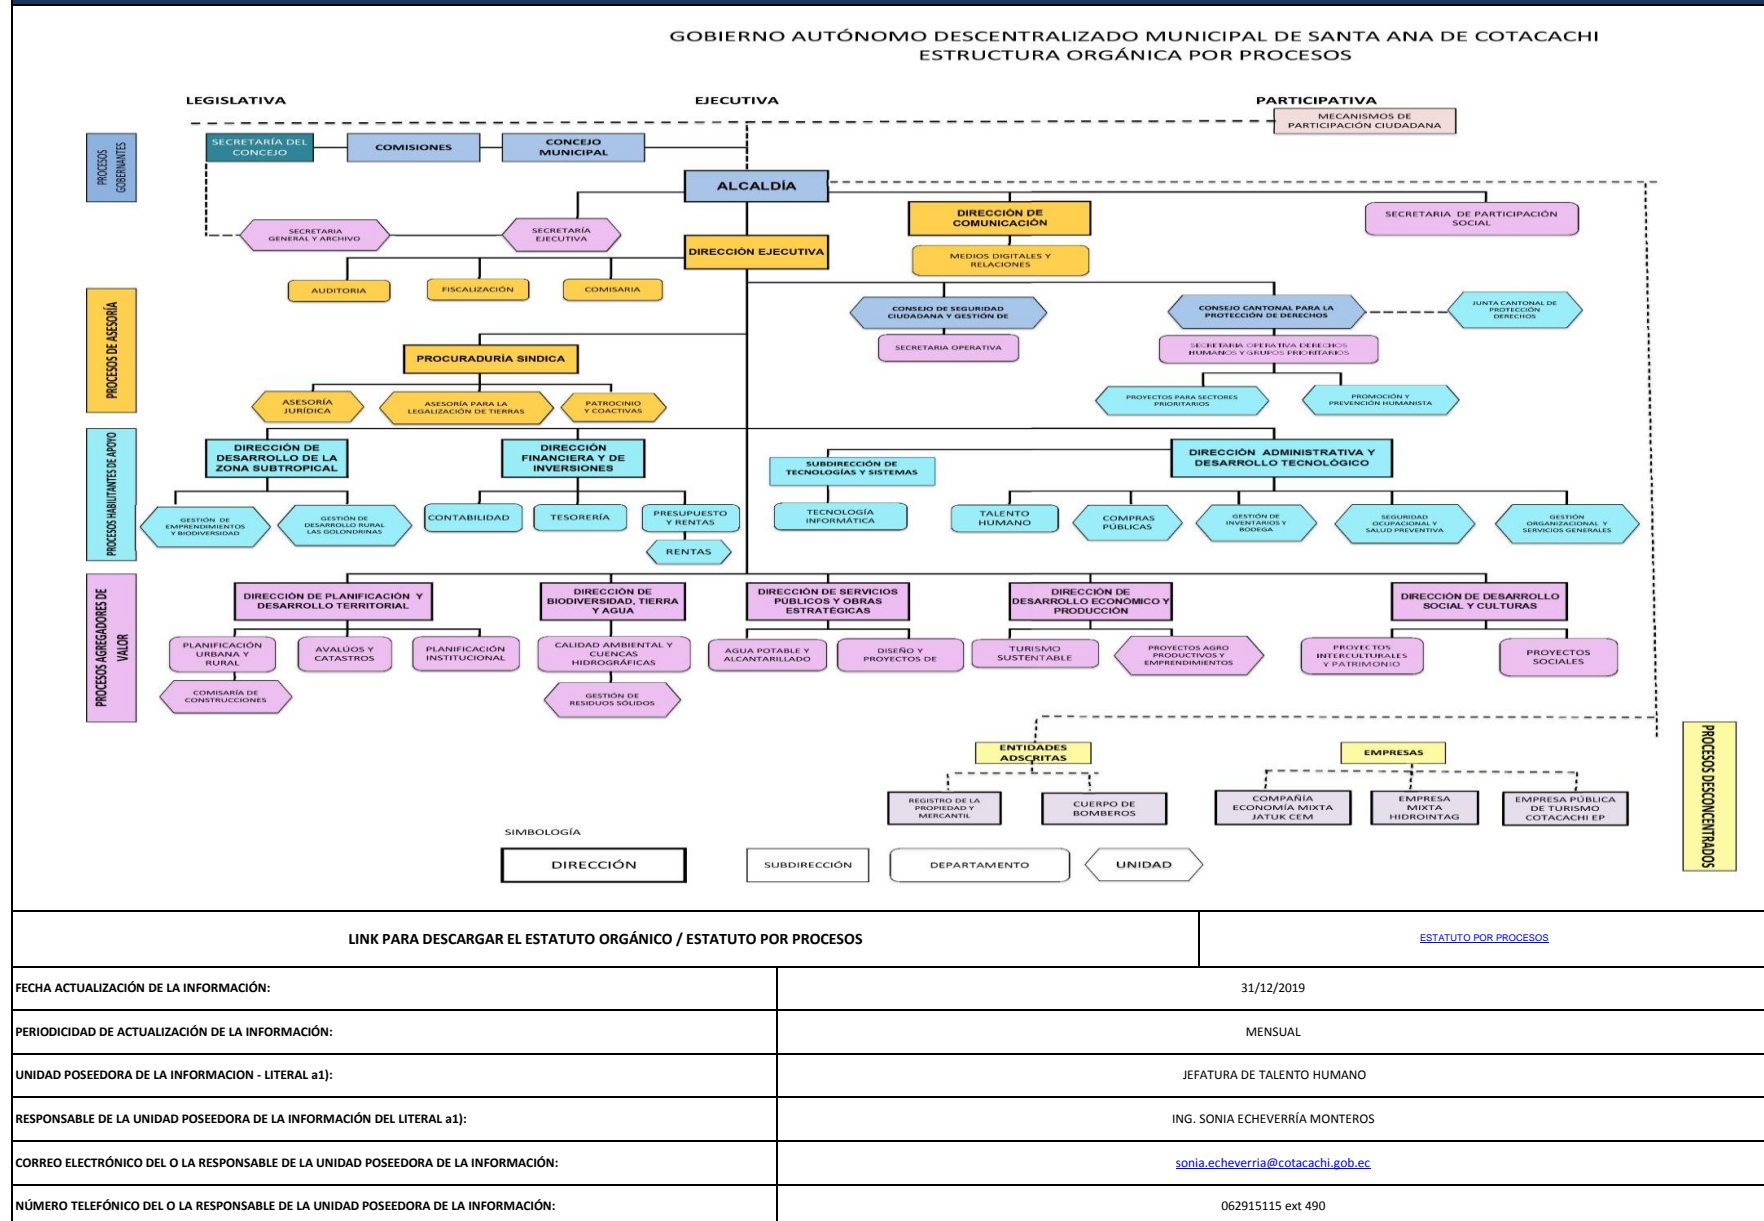 GOBIERNO AUTÓNOMO DESCENTRALIZADO MUNICIPAL DE SANTA ANA DE COTACACHI
ESTRUCTURA ORGÁNICA POR PROCESOS
LEGISLATIVA
EJECUTIVA
PARTICIPATIVA
MECANISMOS DE
PARTICIPACIÓN CIUDADANA
PROCESOS
GOBERNANTES
SECRETARÍA DEL
CONCEJO
COMISIONES
CONCEJO
MUNICIPAL
ALCALDÍA
SECRETARIA
GENERAL Y ARCHIVO
SECRETARÍA
EJECUTIVA
DIRECCIÓN DE
COMUNICACIÓN
SECRETARIA DE PARTICIPACIÓN
SOCIAL
DIRECCIÓN EJECUTIVA
MEDIOS DIGITALES Y
RELACIONES
AUDITORIA
FISCALIZACIÓN
COMISARIA
PROCESOS DE ASESORÍA
CONSEJO DE SEGURIDAD
CIUDADANA Y GESTIÓN DE
CONSEJO CANTONAL PARA LA
PROTECCIÓN DE DERECHOS
JUNTA CANTONAL DE
PROTECCIÓN
DERECHOS
SECRETARIA OPERATIVA
SECRETARIA OPERATIVA DERECHOS
HUMANOS Y GRUPOS PRIORITARIOS
PROCURADURÍA SINDICA
ASESORÍA
JURÍDICA
ASESORÍA PARA LA
LEGALIZACIÓN DE TIERRAS
PATROCINIO
Y COACTIVAS
PROYECTOS PARA SECTORES
PRIORITARIOS
PROMOCIÓN Y
PREVENCIÓN HUMANISTA
PROCESOS HABILITANTES DE APOYO
DIRECCIÓN DE
DESARROLLO DE LA
ZONA SUBTROPICAL
DIRECCIÓN
FINANCIERA Y DE
INVERSIONES
SUBDIRECCIÓN DE
TECNOLOGÍAS Y SISTEMAS
DIRECCIÓN ADMINISTRATIVA Y
DESARROLLO TECNOLÓGICO
GESTIÓN DE
EMPRENDIMIENTOS
Y BIODIVERSIDAD
GESTIÓN DE
DESARROLLO RURAL
LAS GOLONDRINAS
CONTABILIDAD
TESORERÍA
PRESUPUESTO
Y RENTAS
RENTAS
TECNOLOGÍA
INFORMÁTICA
TALENTO
HUMANO
COMPRAS
PÚBLICAS
GESTIÓN DE
INVENTARIOS Y
BODEGA
SEGURIDAD
OCUPACIONAL Y
SALUD PREVENTIVA
GESTIÓN
ORGANIZACIONAL Y
SERVICIOS GENERALES
PROCESOS AGREGADORES DE
VALOR
DIRECCIÓN DE PLANIFICACIÓN Y
DESARROLLO TERRITORIAL
DIRECCIÓN DE
BIODIVERSIDAD, TIERRA
Y AGUA
DIRECCIÓN DE SERVICIOS
PÚBLICOS Y OBRAS
ESTRATÉGICAS
DIRECCIÓN DE
DESARROLLO ECONÓMICO Y
PRODUCCIÓN
DIRECCIÓN DE DESARROLLO
SOCIAL Y CULTURAS
PLANIFICACIÓN
URBANA Y
RURAL
AVALÚOS Y
CATASTROS
PLANIFICACIÓN
INSTITUCIONAL
CALIDAD AMBIENTAL Y
CUENCAS
HIDROGRÁFICAS
AGUA POTABLE Y
ALCANTARILLADO
DISEÑO Y
PROYECTOS DE
TURISMO
SUSTENTABLE
PROYECTOS AGRO
PRODUCTIVOS Y
EMPRENDIMIENTOS
PROYECTOS
INTERCULTURALES
Y PATRIMONIO
PROYECTOS
SOCIALES
COMISARÍA DE
CONSTRUCCIONES
GESTIÓN DE
RESIDUOS SÓLIDOS
PROCESOS DESCONCENTRADOS
ENTIDADES
ADSCRITAS
EMPRESAS
REGISTRO DE LA
PROPIEDAD Y
MERCANTIL
CUERPO DE
BOMBEROS
COMPAÑÍA
ECONOMÍA MIXTA
JATUK CEM
EMPRESA
MIXTA
HIDROINTAG
EMPRESA PÚBLICA
DE TURISMO
COTACACHI EP
SIMBOLOGÍA
DIRECCIÓN
SUBDIRECCIÓN
DEPARTAMENTO
UNIDAD
LINK PARA DESCARGAR EL ESTATUTO ORGÁNICO / ESTATUTO POR PROCESOS
ESTATUTO POR PROCESOS
FECHA ACTUALIZACIÓN DE LA INFORMACIÓN:
31/12/2019
PERIODICIDAD DE ACTUALIZACIÓN DE LA INFORMACIÓN:
MENSUAL
UNIDAD POSEEDORA DE LA INFORMACION - LITERAL a1):
JEFATURA DE TALENTO HUMANO
RESPONSABLE DE LA UNIDAD POSEEDORA DE LA INFORMACIÓN DEL LITERAL a1):
ING. SONIA ECHEVERRÍA MONTEROS
CORREO ELECTRÓNICO DEL O LA RESPONSABLE DE LA UNIDAD POSEEDORA DE LA INFORMACIÓN:
sonia.echeverria@cotacachi.gob.ec
NÚMERO TELEFÓNICO DEL O LA RESPONSABLE DE LA UNIDAD POSEEDORA DE LA INFORMACIÓN:
062915115 ext 490